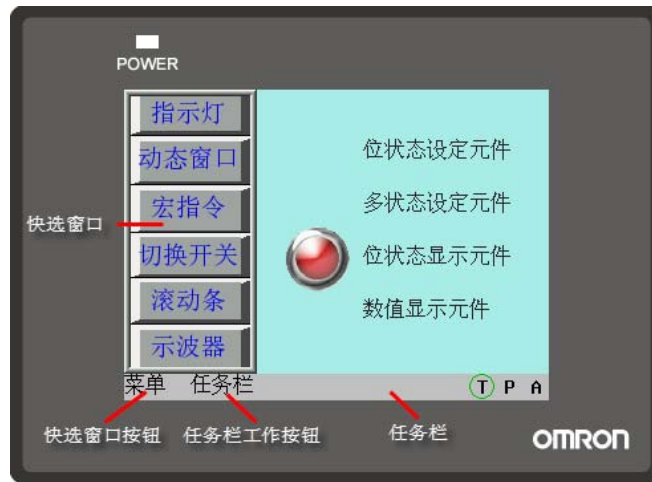 POWER
指示灯
动态窗口
宏指令
切换开关
滚动条
示波器
位状态设定元件
多状态设定元件
位状态显示元件
数值显示元件
快选窗口
菜单 任务栏 T P A
快选窗口按钮 任务栏工作按钮 任务栏 OMRON